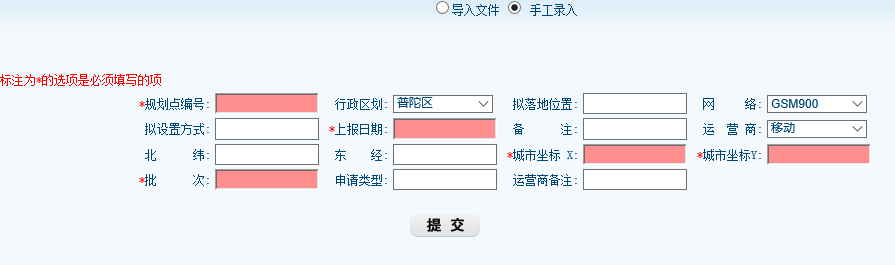 导入文件 手工录入
标注为*的选项是必须填写的项
*规划点编号: 行政区划: 普陀区 拟落地位置: 网 络: GSM900
拟设置方式: *上报日期: 备 注: 运 营 商: 移动
北 纬: 东 经: *城市坐标 X: *城市坐标Y:
*批 次: 申请类型: 运营商备注:
提 交